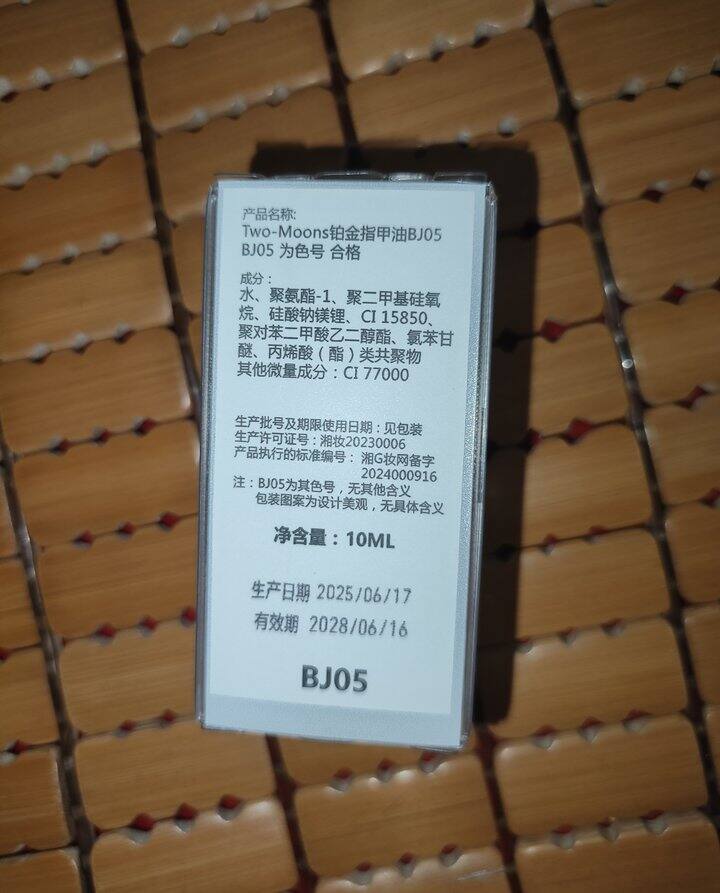 产品名称:
Two-Moons铂金指甲油BJ05
BJ05 为色号 合格
成分：
水、聚氨酯-1、聚二甲基硅氧
烷、硅酸钠镁锂、CI 15850、
聚对苯二甲酸乙二醇酯、氯苯甘
醚、丙烯酸（酯）类共聚物
其他微量成分：CI 77000
生产批号及期限使用日期：见包装
生产许可证号：湘妆20230006
产品执行的标准编号： 湘G妆网备字
2024000916
注：BJ05为其色号，无其他含义
包装图案为设计美观，无具体含义
净含量：10ML
生产日期 2025/06/17
有效期 2028/06/16
BJ05